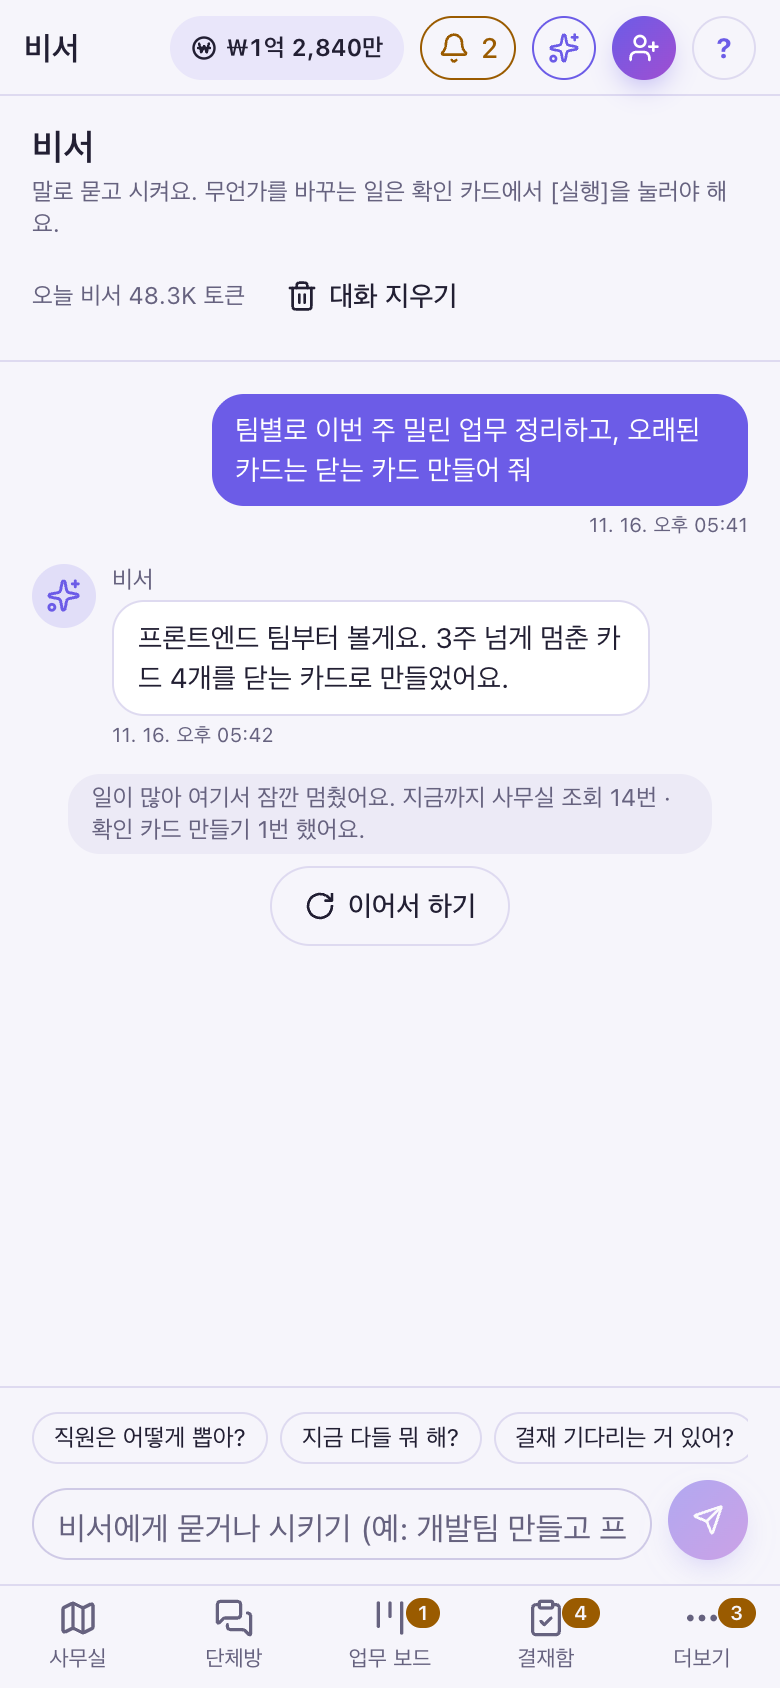 비서
₩1억 2,840만
2
?
비서
말로 묻고 시켜요. 무언가를 바꾸는 일은 확인 카드에서 [실행]을 눌러야 해
요.
오늘 비서 48.3K 토큰
대화 지우기
팀별로 이번 주 밀린 업무 정리하고, 오래된
카드는 닫는 카드 만들어 줘
11. 16. 오후 05:41
비서
프론트엔드 팀부터 볼게요. 3주 넘게 멈춘 카
드 4개를 닫는 카드로 만들었어요.
11. 16. 오후 05:42
일이 많아 여기서 잠깐 멈췄어요. 지금까지 사무실 조회 14번 ·
확인 카드 만들기 1번 했어요.
이어서 하기
직원은 어떻게 뽑아?
지금 다들 뭐 해?
결재 기다리는 거 있어?
비서에게 묻거나 시키기 (예: 개발팀 만들고 프
1
4
3
사무실
단체방
업무 보드
결재함
더보기